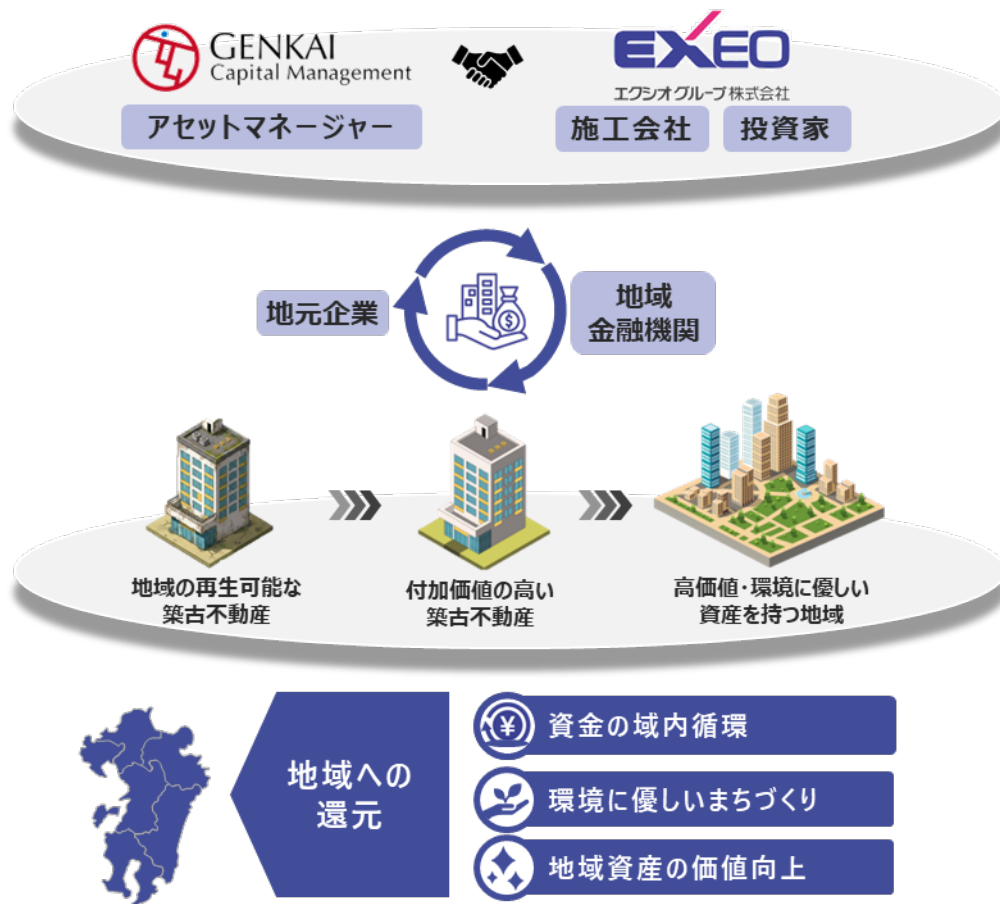 GENKAI
Capital Management
EXEO
エクシオグループ株式会社
アセットマネージャー
施工会社
投資家
地元企業
地域
金融機関
地域の再生可能な
築古不動産
付加価値の高い
築古不動産
高価値・環境に優しい
資産を持つ地域
地域への
還元
資金の域内循環
環境に優しいまちづくり
地域資産の価値向上